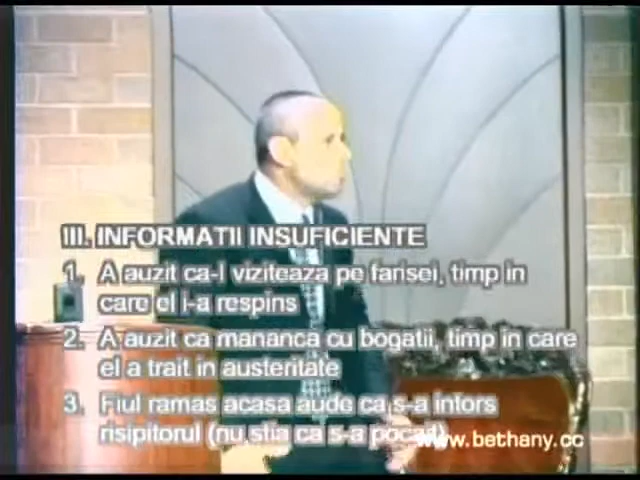 III. INFORMATII INSUFICIENTE
1. A auzit ca-l viziteaza pe farisei, timp in
care el i-a respins
2. A auzit ca mananca cu bogatii, timp in care
el a trait in austeritate
3. Fiul ramas acasa aude ca s-a intors
risipitorul (nu stia ca s-a pocait)
www.bethany.cc